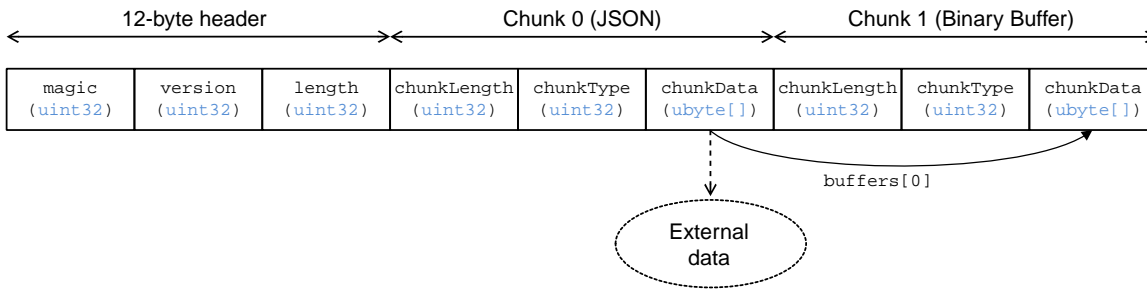 12-byte header
Chunk 0 (JSON)
Chunk 1 (Binary Buffer)
magic
(uint32)
version
(uint32)
length
(uint32)
chunkLength
(uint32)
chunkType
(uint32)
chunkData
(ubyte[])
chunkLength
(uint32)
chunkType
(uint32)
chunkData
(ubyte[])
buffers[0]
External
data